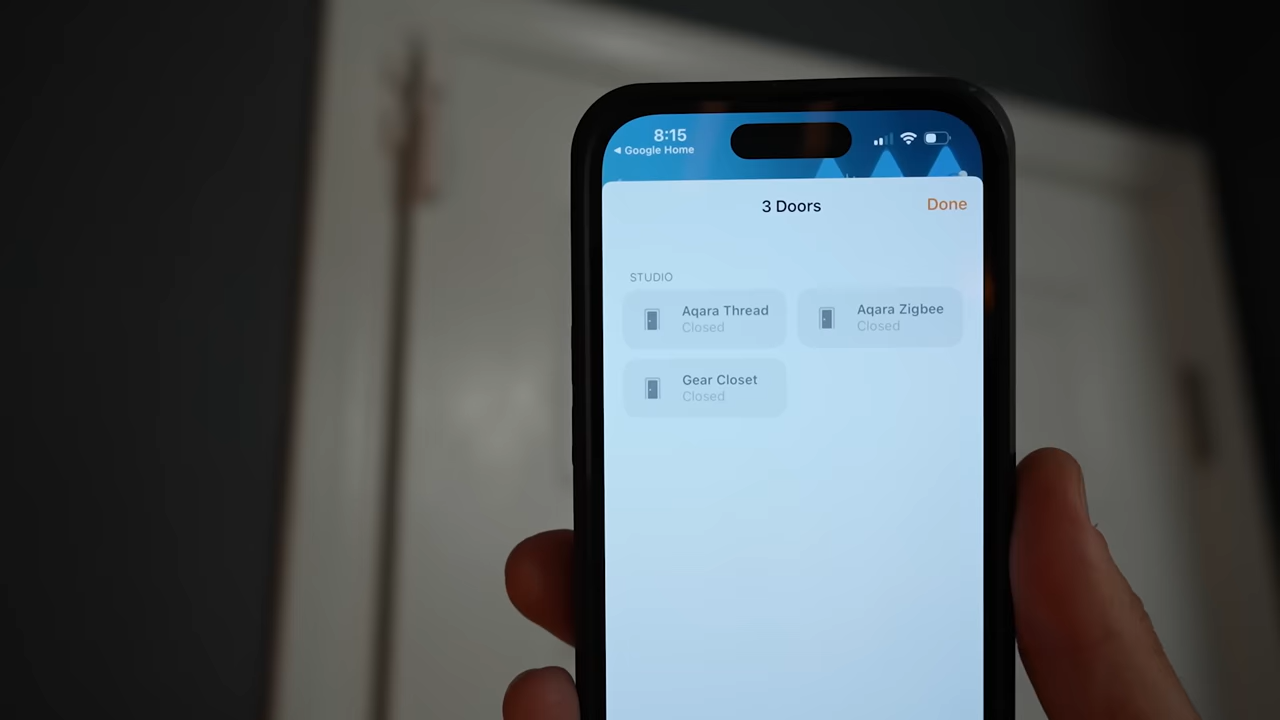 8:15
◀ Google Home
3 Doors
Done
STUDIO
Aqara Thread
Closed
Aqara Zigbee
Closed
Gear Closet
Closed